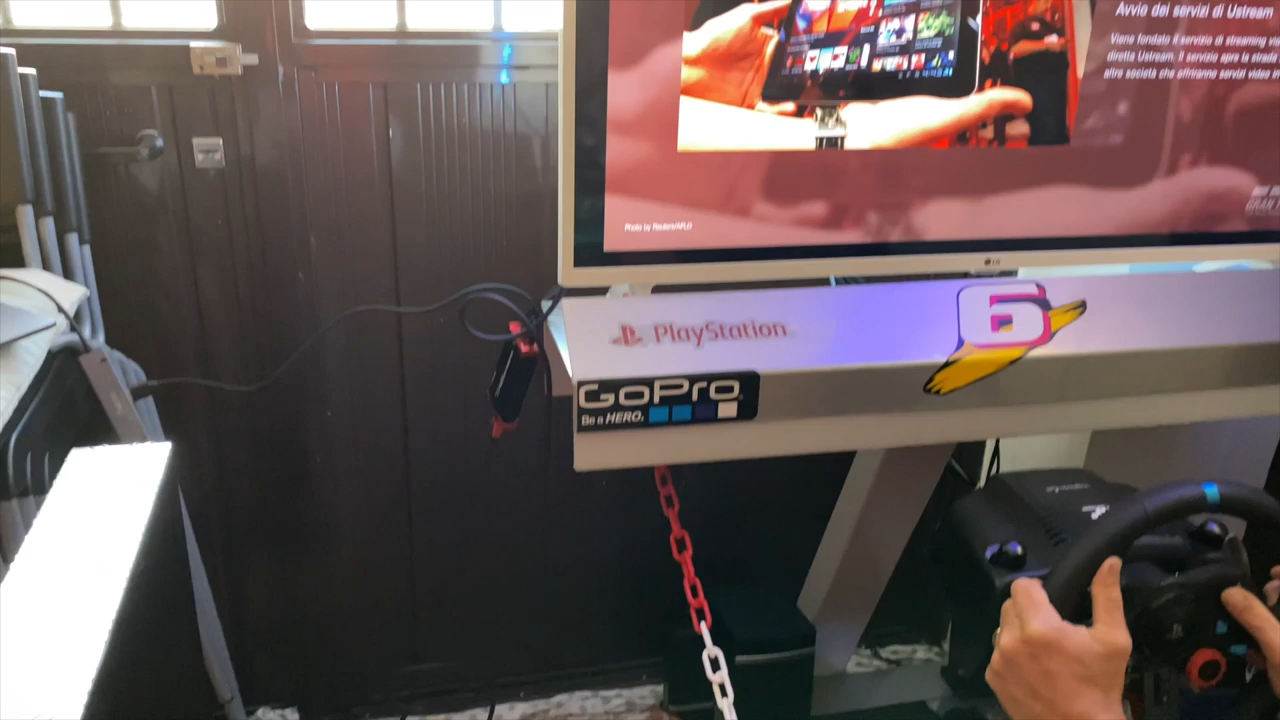 Avvio dei servizi di Ustream
Viene fondato il servizio di streaming
diretta Ustream. Il servizio apre la strada
altre società che offriranno servizi video
Photo by Reuters/AFLO
GRAN
LG
PlayStation
6
GoPro
Be a HERO.